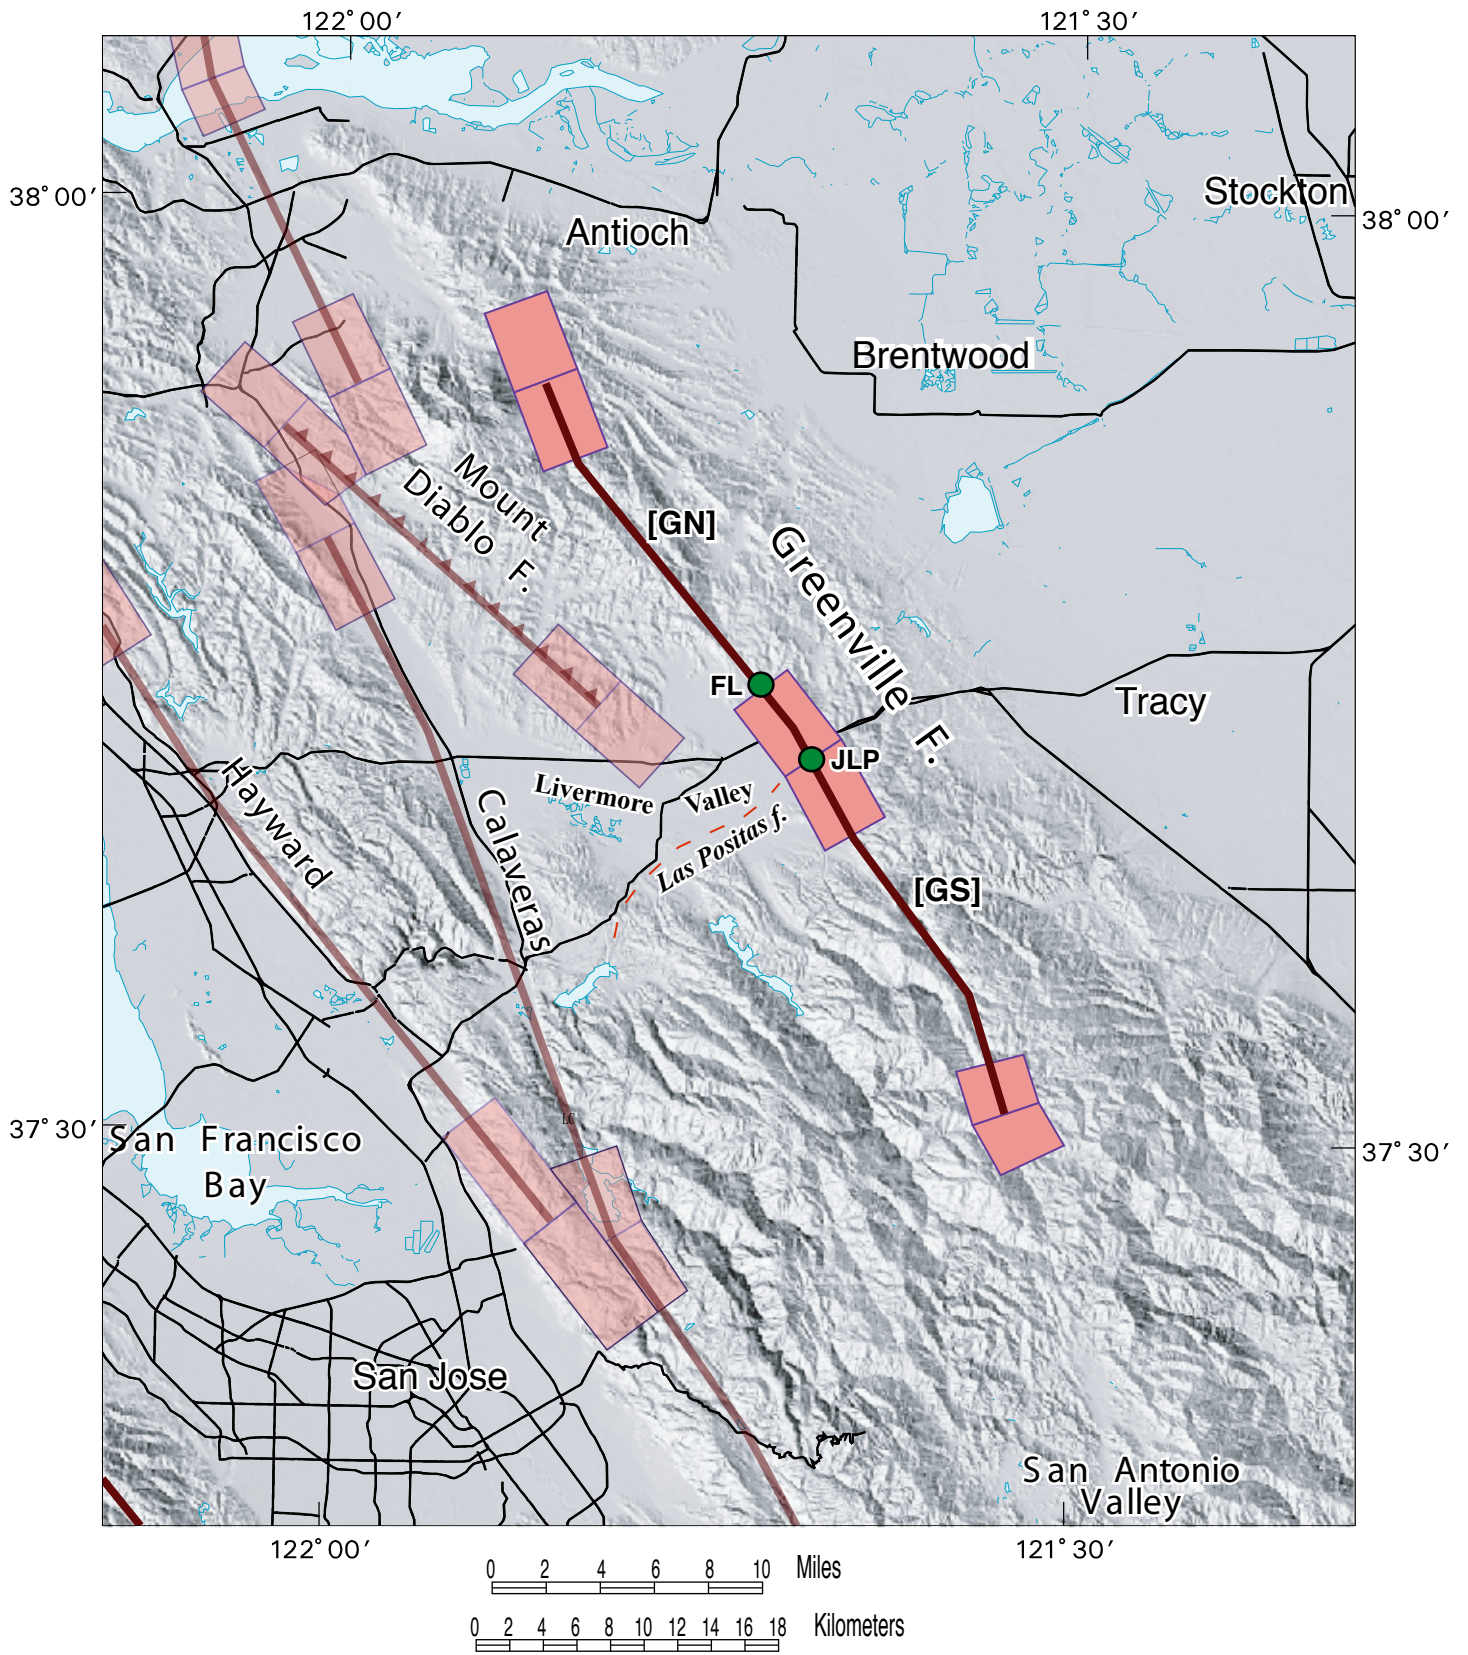 122° 00′
121° 30′
38° 00′
Stockton
38° 00′
Antioch
Brentwood
Mount
Diablo F.
[GN]
Greenville F.
FL
Tracy
JLP
Hayward
Livermore Valley
Calaveras
Las Positas f.
[GS]
LC
37° 30′
San Francisco
Bay
37° 30′
San Jose
San Antonio
Valley
122° 00′
121° 30′
0 2 4 6 8 10 Miles
0 2 4 6 8 10 12 14 16 18 Kilometers